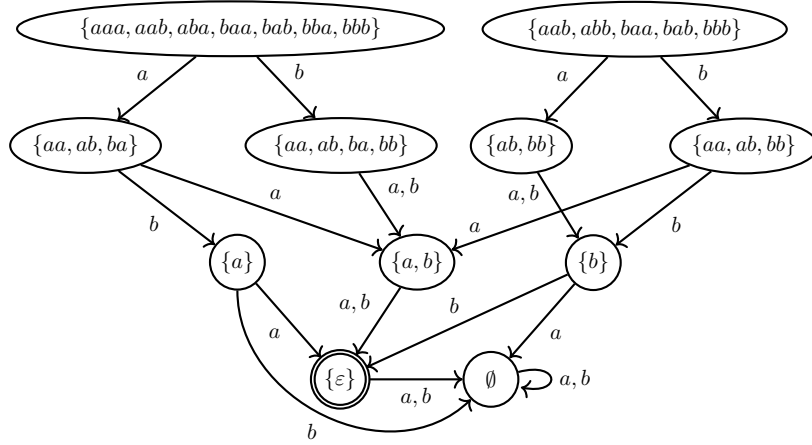 {aaa, aab, aba, baa, bab, bba, bbb} {aab, abb, baa, bab, bbb}
a b a b
{aa, ab, ba} {aa, ab, ba, bb} {ab, bb} {aa, ab, bb}
a a, b a, b a
b b
{a} {a, b} {b}
a a, b b a
{ε} a, b ∅ a, b
b